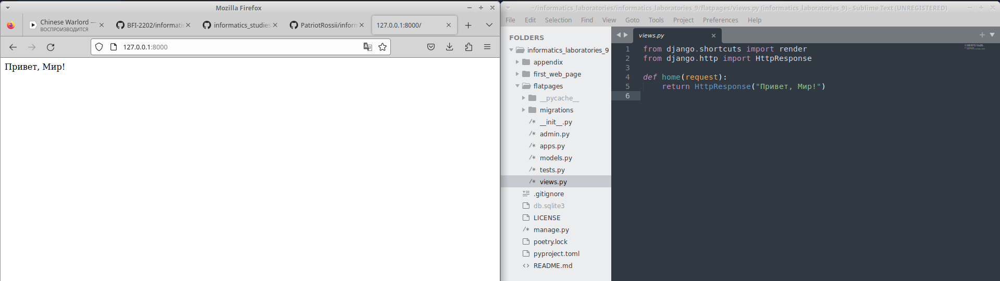 Mozilla Firefox
Chinese Warlord —
ВОСПРОИЗВОДИТСЯ
BFI-2202/informati
informatics_studies
PatriotRossii/inform
127.0.0.1:8000/
127.0.0.1:8000
Привет, Мир!
~/informatics_laboratories/informatics_laboratories_9/flatpages/views.py (informatics_laboratories_9) - Sublime Text (UNREGISTERED)
File Edit Selection Find View Goto Tools Project Preferences Help
FOLDERS
informatics_laboratories_9
appendix
first_web_page
flatpages
__pycache__
migrations
/* __init__.py
/* admin.py
/* apps.py
/* models.py
/* tests.py
/* views.py
.gitignore
db.sqlite3
LICENSE
/* manage.py
poetry.lock
pyproject.toml
<> README.md
views.py
1 from django.shortcuts import render
2 from django.http import HttpResponse
3
4 def home(request):
5 return HttpResponse("Привет, Мир!")
6